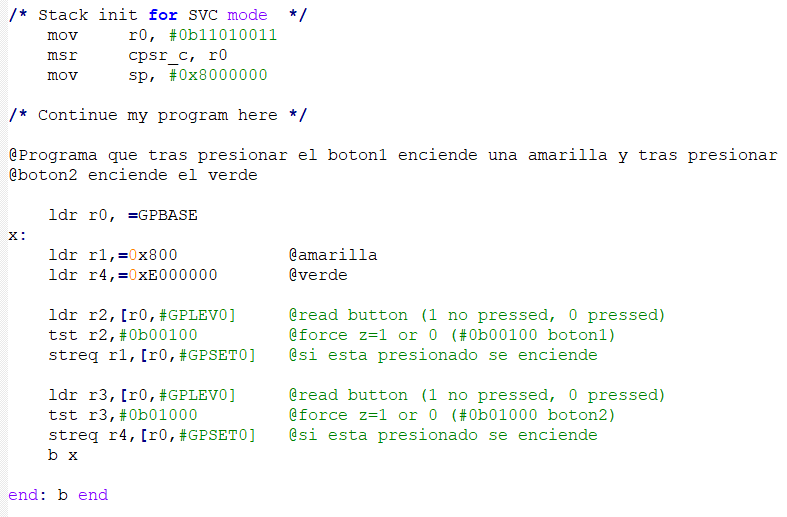 /* Stack init for SVC mode  */
    mov     r0, #0b11010011
    msr     cpsr_c, r0
    mov     sp, #0x8000000
/* Continue my program here */
@Programa que tras presionar el boton1 enciende una amarilla y tras presionar
@boton2 enciende el verde
    ldr r0, =GPBASE
x:
    ldr r1,=0x800           @amarilla
    ldr r4,=0xE000000       @verde
    ldr r2,[r0,#GPLEV0]     @read button (1 no pressed, 0 pressed)
    tst r2,#0b00100         @force z=1 or 0 (#0b00100 boton1)
    streq r1,[r0,#GPSET0]   @si esta presionado se enciende
    ldr r3,[r0,#GPLEV0]     @read button (1 no pressed, 0 pressed)
    tst r3,#0b01000         @force z=1 or 0 (#0b01000 boton2)
    streq r4,[r0,#GPSET0]   @si esta presionado se enciende
    b x
end: b end